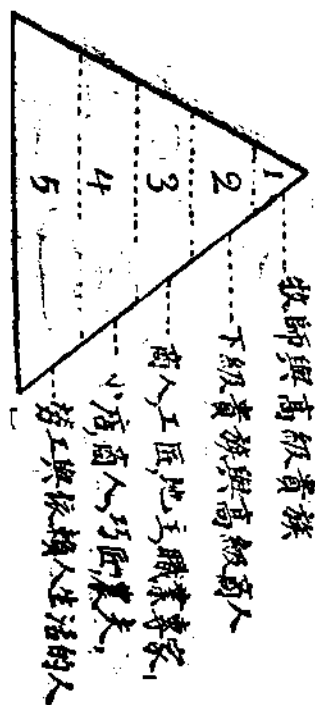 1 牧師與高級貴族
2 下級貴族與高級商人
3 商人,工匠,地主,職業專家,
4 小店,商人,巧匠,農夫,
5 替工與依賴人生活的人